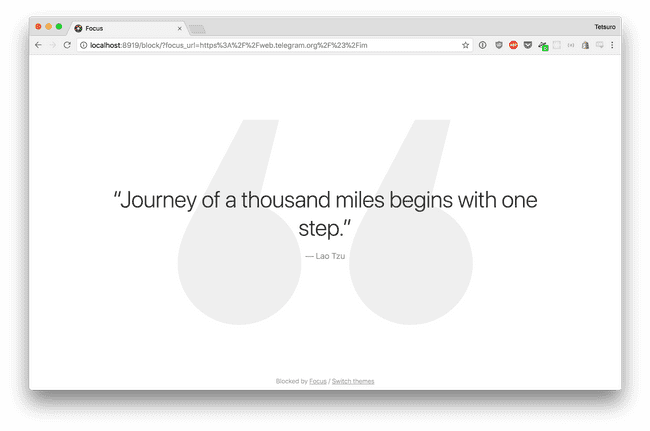 Focus
Tetsuro
localhost:8919/block/?focus_url=https%3A%2F%2Fweb.telegram.org%2F%23%2Fim
“Journey of a thousand miles begins with one
step.”
— Lao Tzu
Blocked by Focus / Switch themes